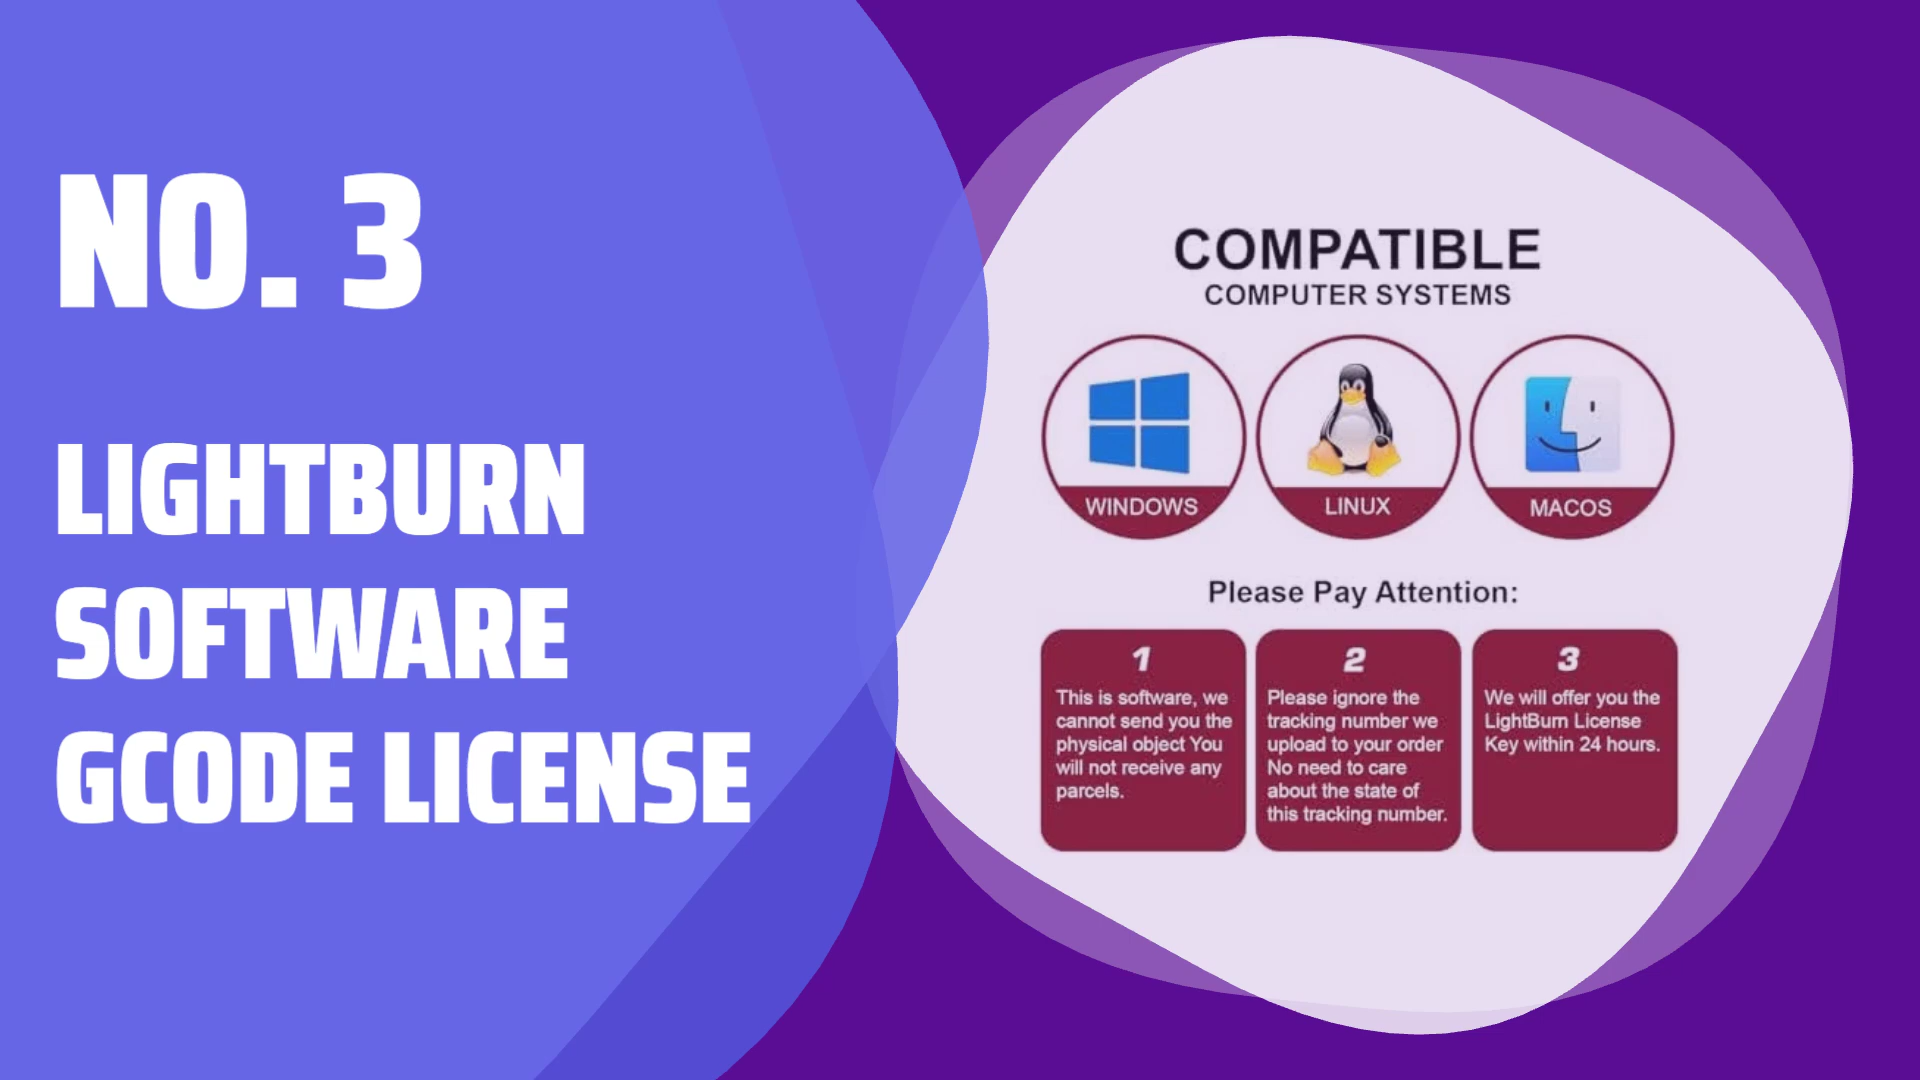 NO. 3
LIGHTBURN
SOFTWARE
GCODE LICENSE
COMPATIBLE
COMPUTER SYSTEMS
WINDOWS
LINUX
MACOS
Please Pay Attention:
1
This is software, we
cannot send you the
physical object You
will not receive any
parcels.
2
Please ignore the
tracking number we
upload to your order
No need to care
about the state of
this tracking number.
3
We will offer you the
LightBurn License
Key within 24 hours.